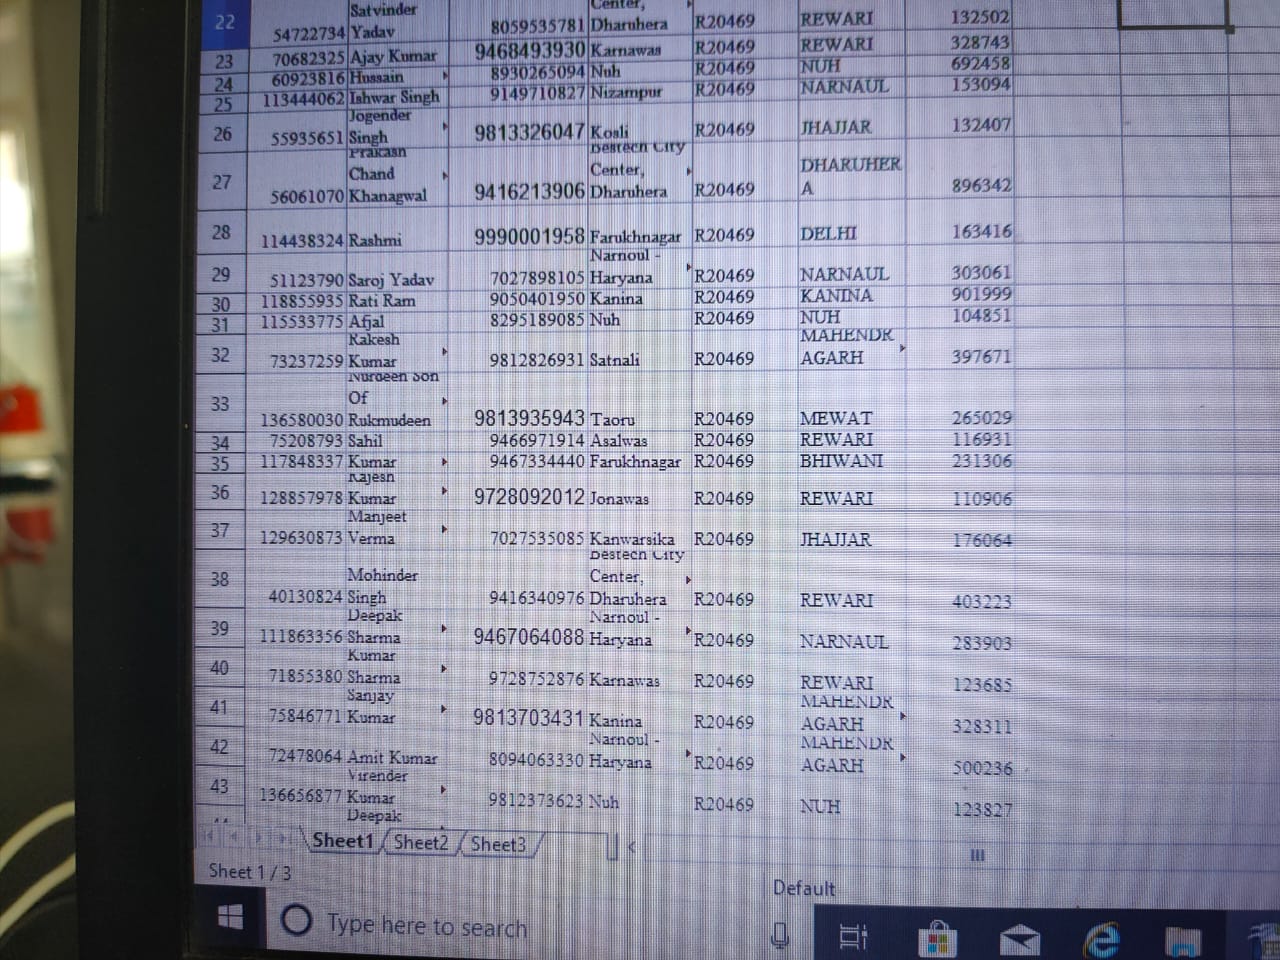 22 54722734 Satvinder Yadav 8059535781 Center, Dharuhera R20469 REWARI 132502
23 70682325 Ajay Kumar 9468493930 Karnawas R20469 REWARI 328743
24 60923816 Hussain 8930265094 Nuh R20469 NUH 692458
25 113444062 Ishwar Singh 9149710827 Nizampur R20469 NARNAUL 153094
26 55935651 Jogender Singh 9813326047 Kosli R20469 JHAJJAR 132407
27 56061070 Prakash Chand Khanagwal 9416213906 Bestech City Center, Dharuhera R20469 DHARUHERA 896342
28 114438324 Rashmi 9990001958 Farukhnagar R20469 DELHI 163416
29 51123790 Saroj Yadav 7027898105 Narnoul - Haryana R20469 NARNAUL 303061
30 118855935 Rati Ram 9050401950 Kanina R20469 KANINA 901999
31 115533775 Afjal 8295189085 Nuh R20469 NUH 104851
32 73237259 Rakesh Kumar 9812826931 Satnali R20469 MAHENDRAGARH 397671
33 136580030 Nurdeen Son Of Rukmudeen 9813935943 Taoru R20469 MEWAT 265029
34 75208793 Sahil 9466971914 Asalwas R20469 REWARI 116931
35 117848337 Kumar 9467334440 Farukhnagar R20469 BHIWANI 231306
36 128857978 Rajesh Kumar 9728092012 Jonawas R20469 REWARI 110906
37 129630873 Manjeet Verma 7027535085 Kanwarsika R20469 JHAJJAR 176064
38 40130824 Mohinder Singh 9416340976 Bestech City Center, Dharuhera R20469 REWARI 403223
39 111863356 Deepak Sharma 9467064088 Narnoul - Haryana R20469 NARNAUL 283903
40 71855380 Kumar Sharma 9728752876 Karnawas R20469 REWARI 123685
41 75846771 Sanjay Kumar 9813703431 Kanina R20469 MAHENDRAGARH 328311
42 72478064 Amit Kumar 8094063330 Narnoul - Haryana R20469 MAHENDRAGARH 500236
43 136656877 Virender Kumar 9812373623 Nuh R20469 NUH 123827
Deepak
Sheet1 Sheet2 Sheet3
Sheet 1 / 3 Default
Type here to search